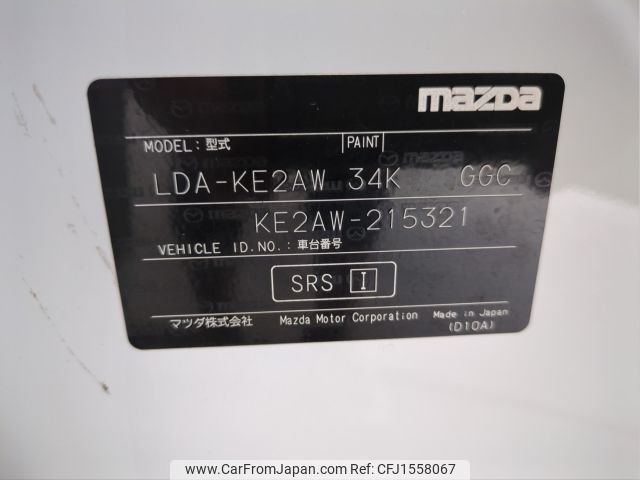 mazda
MODEL: 型式 PAINT
LDA-KE2AW 34K GGC
KE2AW-215321
VEHICLE ID.NO.: 車台番号
SRS I
マツダ株式会社 Mazda Motor Corporation Made in Japan
(D10A)
www.CarFromJapan.com | CFJ1558067